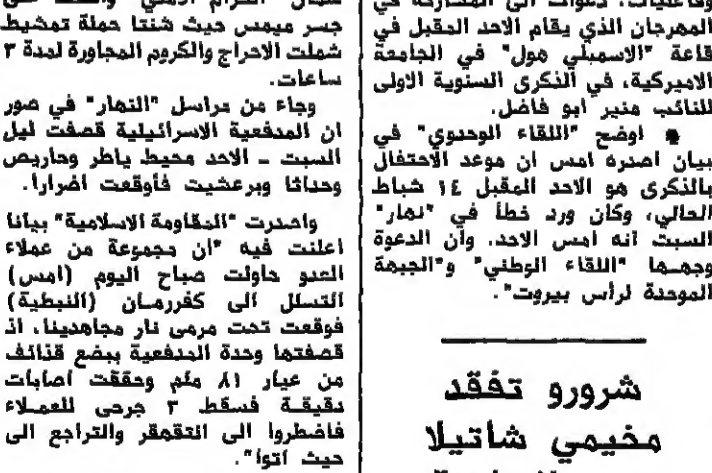 وفاعليات، دعوات الى المشاركة في
المهرجان الذي يقام الاحد المقبل في
قاعة "الاسمبلي هول" في الجامعة
الاميركية، في الذكرى السنوية الاولى
للنائب منير ابو فاضل.
● اوضح "اللقاء الوحدوي" في
بيان اصدره امس ان موعد الاحتفال
بالذكرى هو الاحد المقبل ١٤ شباط
الحالي، وكان ورد خطأ في "نهار"
السبت انه امس الاحد. وان الدعوة
وجهها "اللقاء الوطني" و"الجبهة
الموحدة لرأس بيروت".
شرورو تفقد
مخيمي شاتيلا
جسر ميمس حيث شنتا حملة تمشيط
شملت الاحراج والكروم المجاورة لمدة ٣
ساعات.
وجاء من مراسل "النهار" في صور
ان المدفعية الاسرائيلية قصفت ليل
السبت - الاحد محيط ياطر وحاريص
وحداثا وبرعشيت فأوقعت اضرارا.
واصدرت "المقاومة الاسلامية" بيانا
اعلنت فيه "ان مجموعة من عملاء
العدو حاولت صباح اليوم (امس)
التسلل الى كفررمان (النبطية)
فوقعت تحت مرمى نار مجاهدينا، اذ
قصفتها وحدة المدفعية ببضع قذائف
من عيار ٨١ ملم وحققت اصابات
دقيقة فسقط ٣ جرحى للعملاء
فاضطروا الى التقهقر والتراجع الى
حيث اتوا".